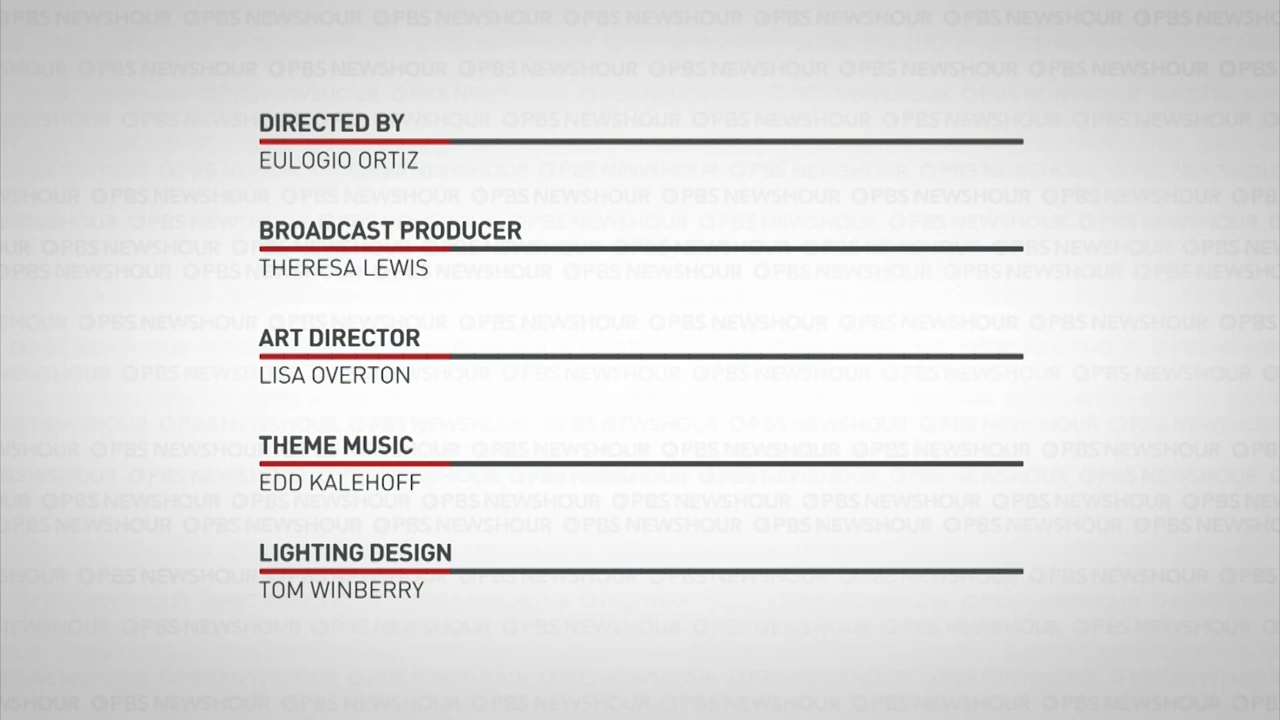 DIRECTED BY
EULOGIO ORTIZ
BROADCAST PRODUCER
THERESA LEWIS
ART DIRECTOR
LISA OVERTON
THEME MUSIC
EDD KALEHOFF
LIGHTING DESIGN
TOM WINBERRY